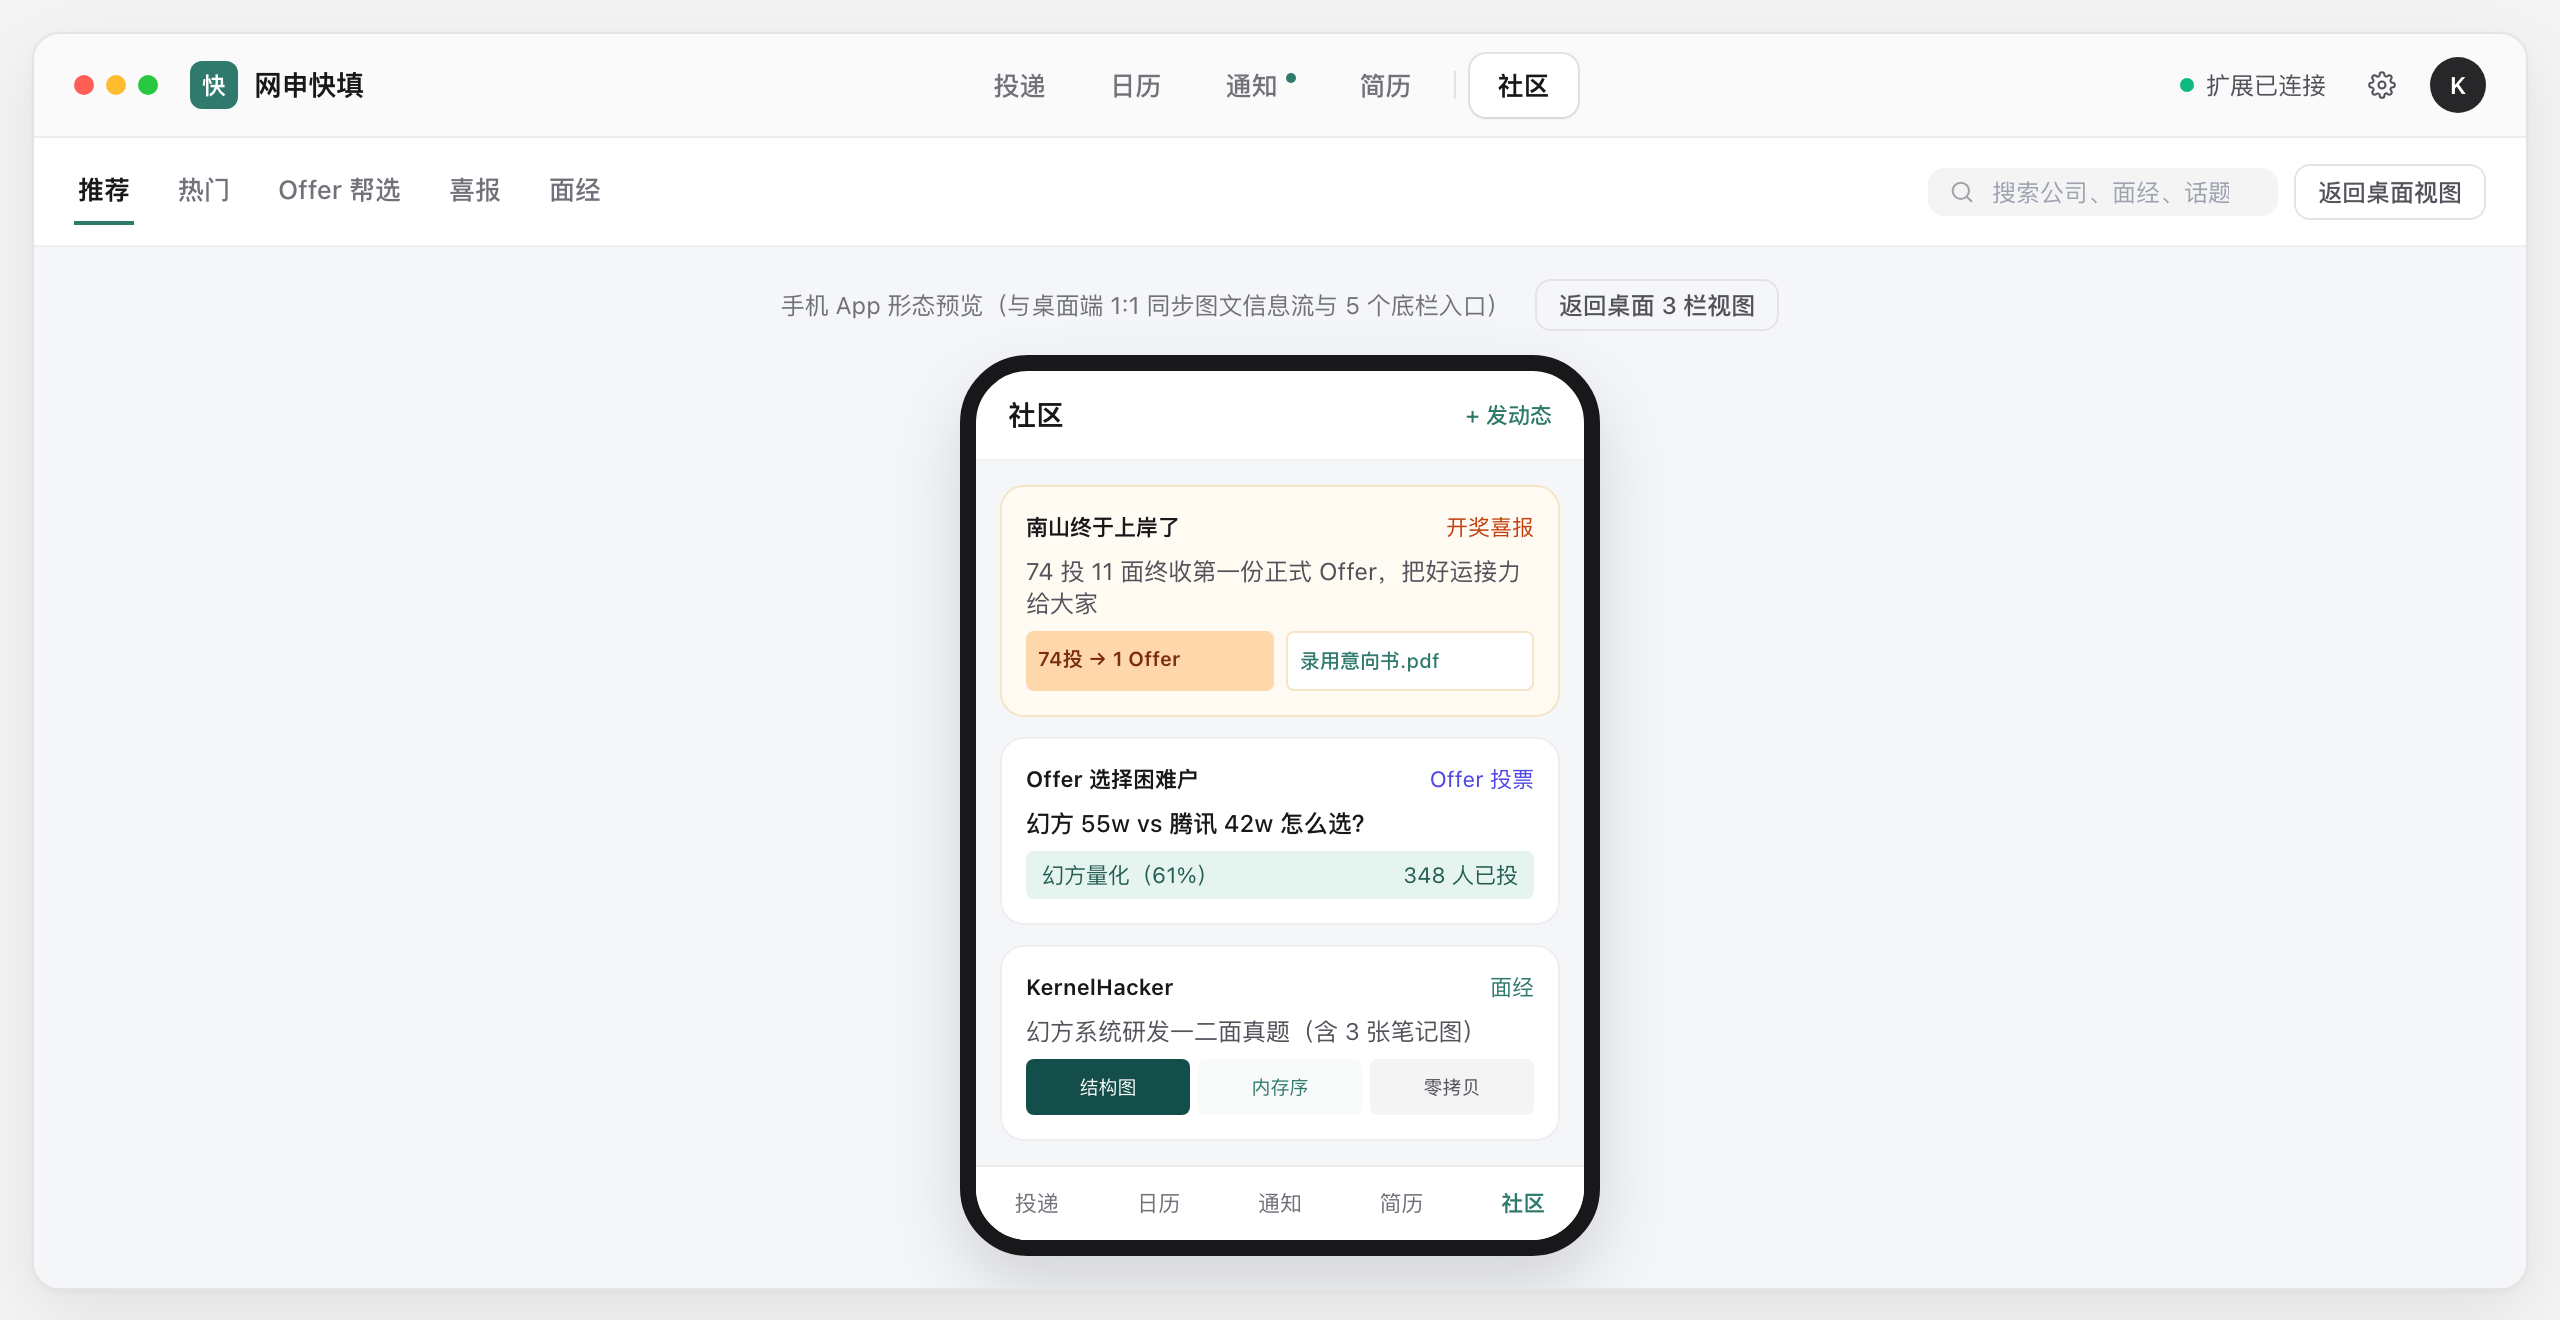 快 网申快填 投递 日历 通知 简历 社区 扩展已连接 K
推荐 热门 Offer 帮选 喜报 面经 搜索公司、面经、话题 返回桌面视图
手机 App 形态预览（与桌面端 1:1 同步图文信息流与 5 个底栏入口） 返回桌面 3 栏视图
社区 + 发动态
南山终于上岸了 开奖喜报
74 投 11 面终收第一份正式 Offer，把好运接力
给大家
74投 → 1 Offer 录用意向书.pdf
Offer 选择困难户 Offer 投票
幻方 55w vs 腾讯 42w 怎么选?
幻方量化（61%） 348 人已投
KernelHacker 面经
幻方系统研发一二面真题（含 3 张笔记图）
结构图 内存序 零拷贝
投递 日历 通知 简历 社区